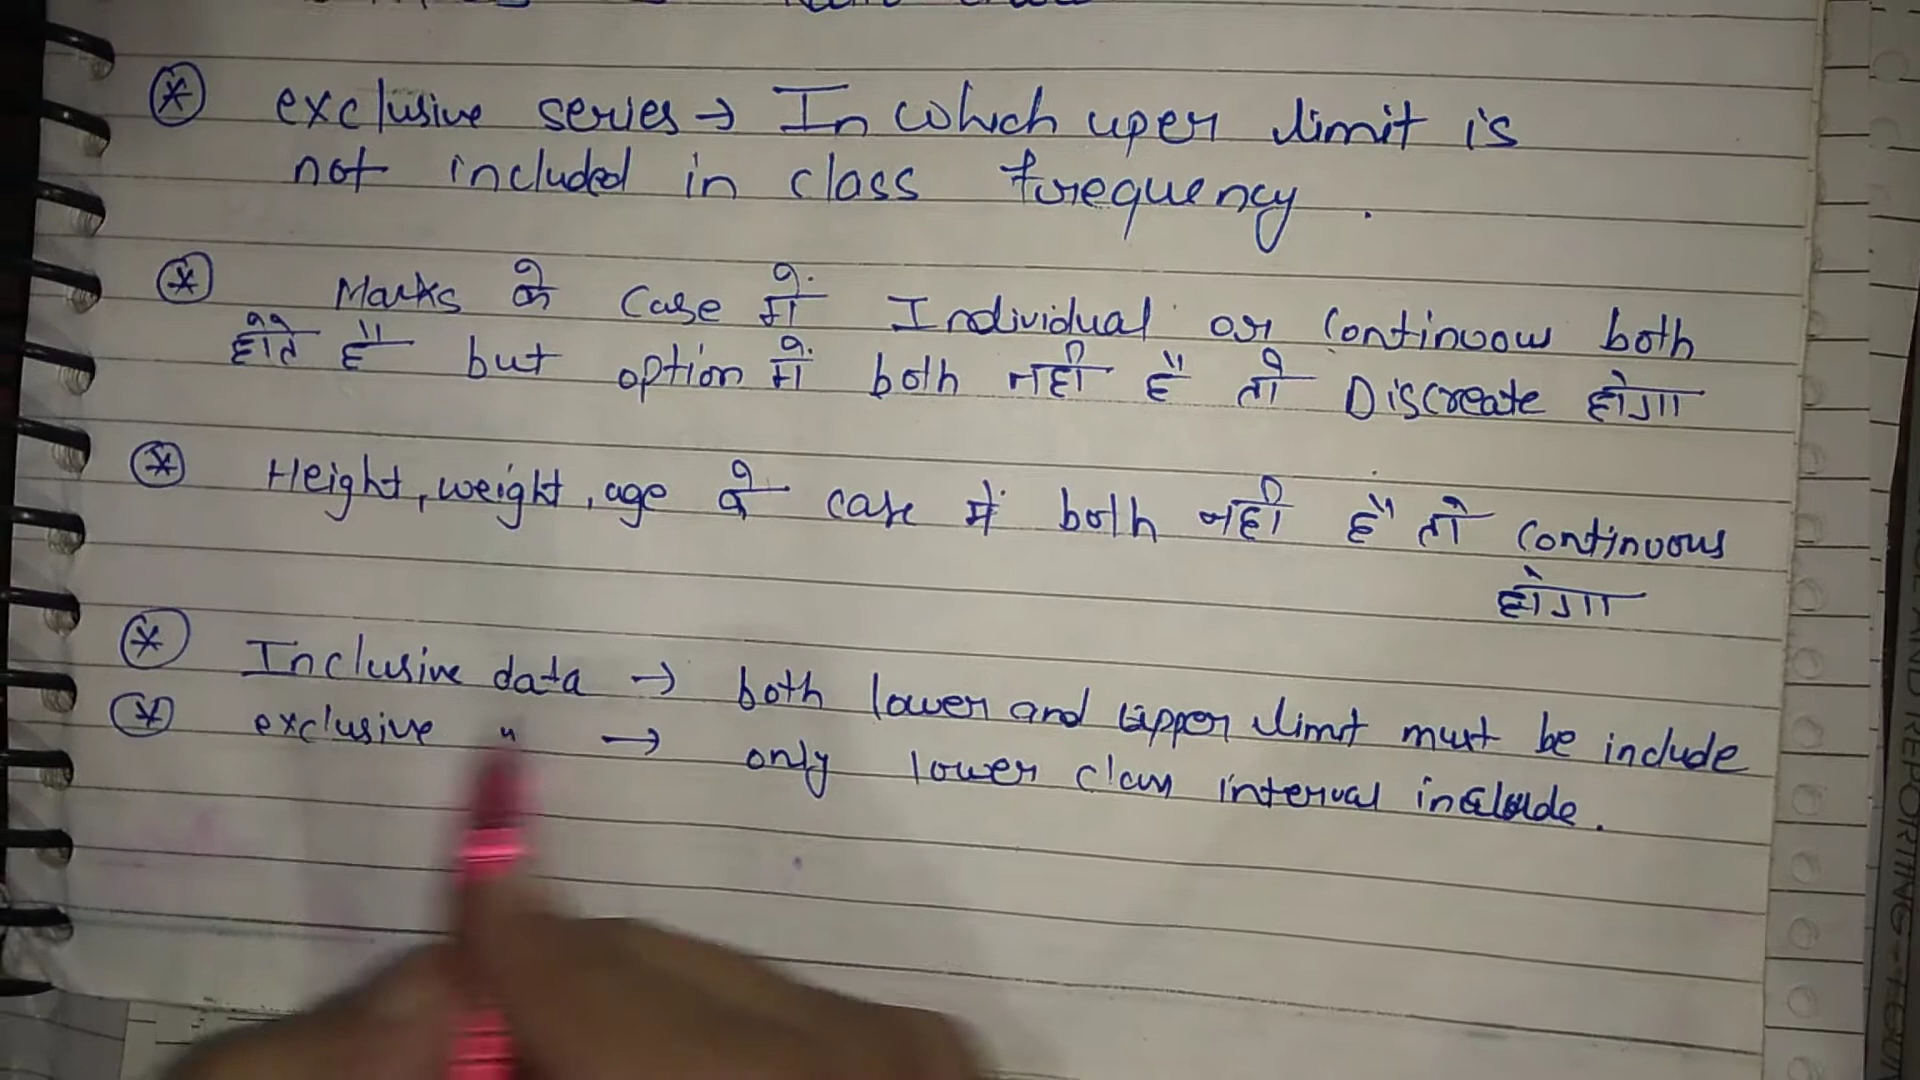 exclusive series → In which uper limit is
not included in class frequency.
Marks के Case में Individual or Continuow both
होते हैं but option में both नही हैं तो Discreate होगा
Height, weight, age के case में both नही हैं तो Continuous
होगा
Inclusive data → both lower and upper limit must be include
exclusive " → only lower class interval include.